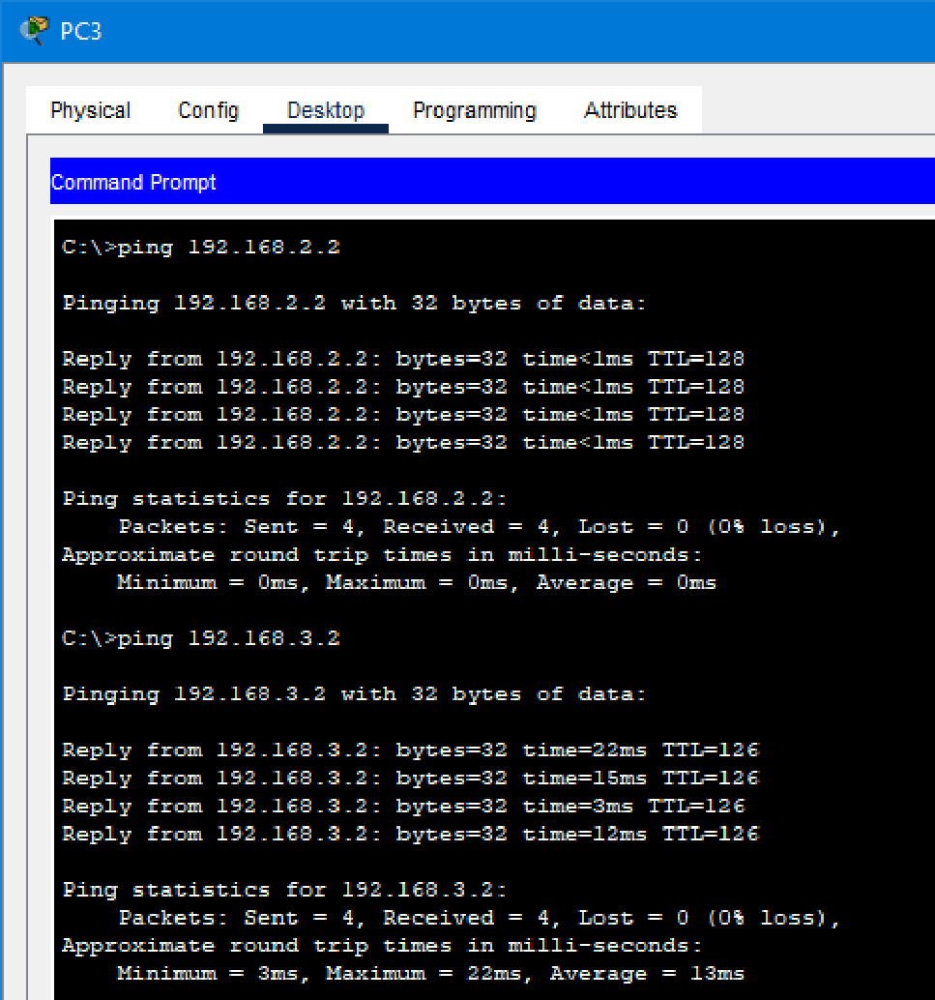 PC3
Physical Config Desktop Programming Attributes
Command Prompt
C:\>ping 192.168.2.2
Pinging 192.168.2.2 with 32 bytes of data:
Reply from 192.168.2.2: bytes=32 time<1ms TTL=128
Reply from 192.168.2.2: bytes=32 time<1ms TTL=128
Reply from 192.168.2.2: bytes=32 time<1ms TTL=128
Reply from 192.168.2.2: bytes=32 time<1ms TTL=128
Ping statistics for 192.168.2.2:
    Packets: Sent = 4, Received = 4, Lost = 0 (0% loss),
Approximate round trip times in milli-seconds:
    Minimum = 0ms, Maximum = 0ms, Average = 0ms
C:\>ping 192.168.3.2
Pinging 192.168.3.2 with 32 bytes of data:
Reply from 192.168.3.2: bytes=32 time=22ms TTL=126
Reply from 192.168.3.2: bytes=32 time=15ms TTL=126
Reply from 192.168.3.2: bytes=32 time=3ms TTL=126
Reply from 192.168.3.2: bytes=32 time=12ms TTL=126
Ping statistics for 192.168.3.2:
    Packets: Sent = 4, Received = 4, Lost = 0 (0% loss),
Approximate round trip times in milli-seconds:
    Minimum = 3ms, Maximum = 22ms, Average = 13ms